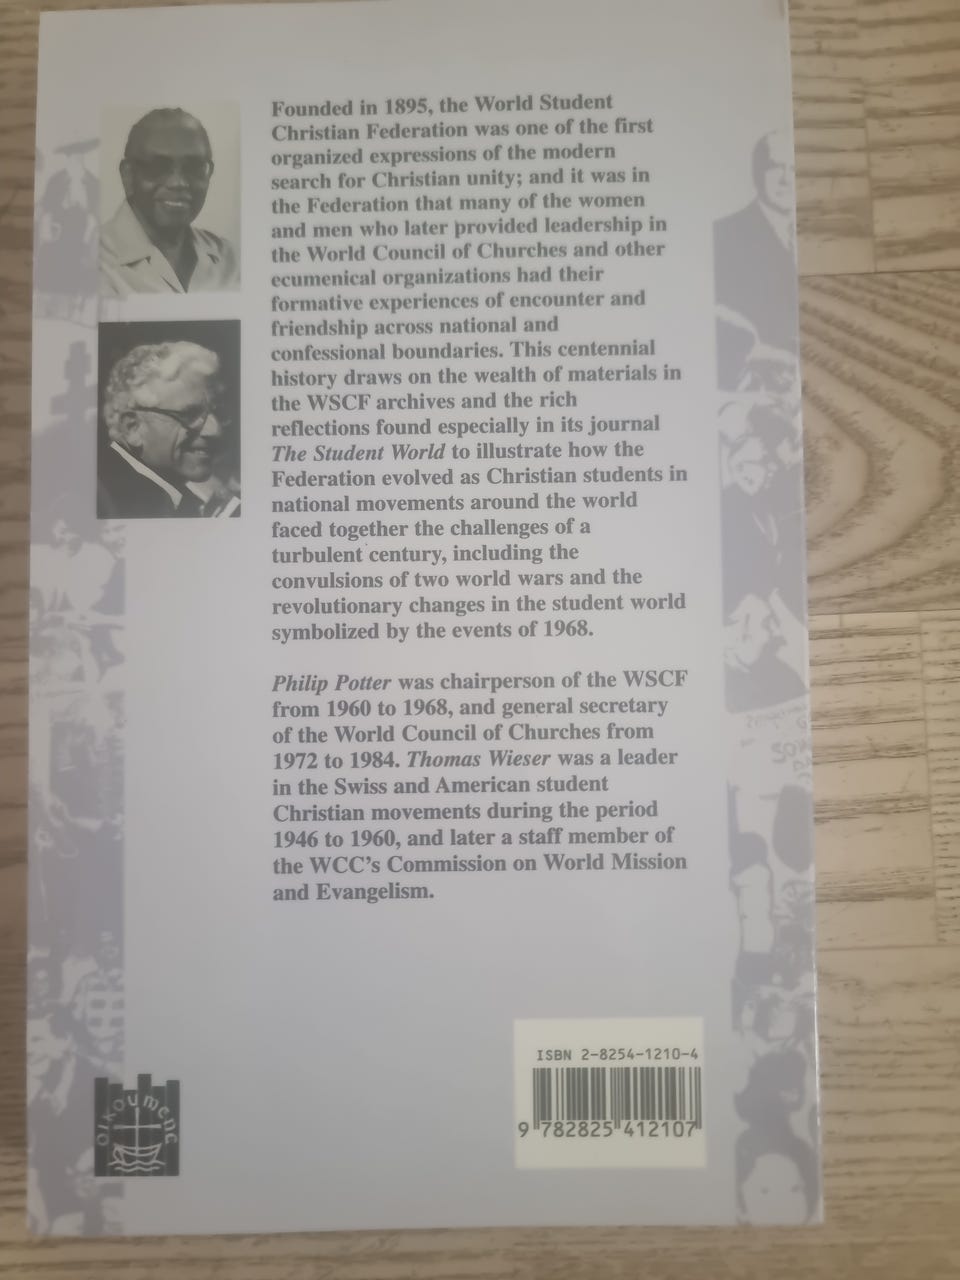 Founded in 1895, the World Student
Christian Federation was one of the first
organized expressions of the modern
search for Christian unity; and it was in
the Federation that many of the women
and men who later provided leadership in
the World Council of Churches and other
ecumenical organizations had their
formative experiences of encounter and
friendship across national and
confessional boundaries. This centennial
history draws on the wealth of materials in
the WSCF archives and the rich
reflections found especially in its journal
The Student World to illustrate how the
Federation evolved as Christian students in
national movements around the world
faced together the challenges of a
turbulent century, including the
convulsions of two world wars and the
revolutionary changes in the student world
symbolized by the events of 1968.
Philip Potter was chairperson of the WSCF
from 1960 to 1968, and general secretary
of the World Council of Churches from
1972 to 1984. Thomas Wieser was a leader
in the Swiss and American student
Christian movements during the period
1946 to 1960, and later a staff member of
the WCC's Commission on World Mission
and Evangelism.
ISBN 2-8254-1210-4
9 782825 412107
OIKOUMENE